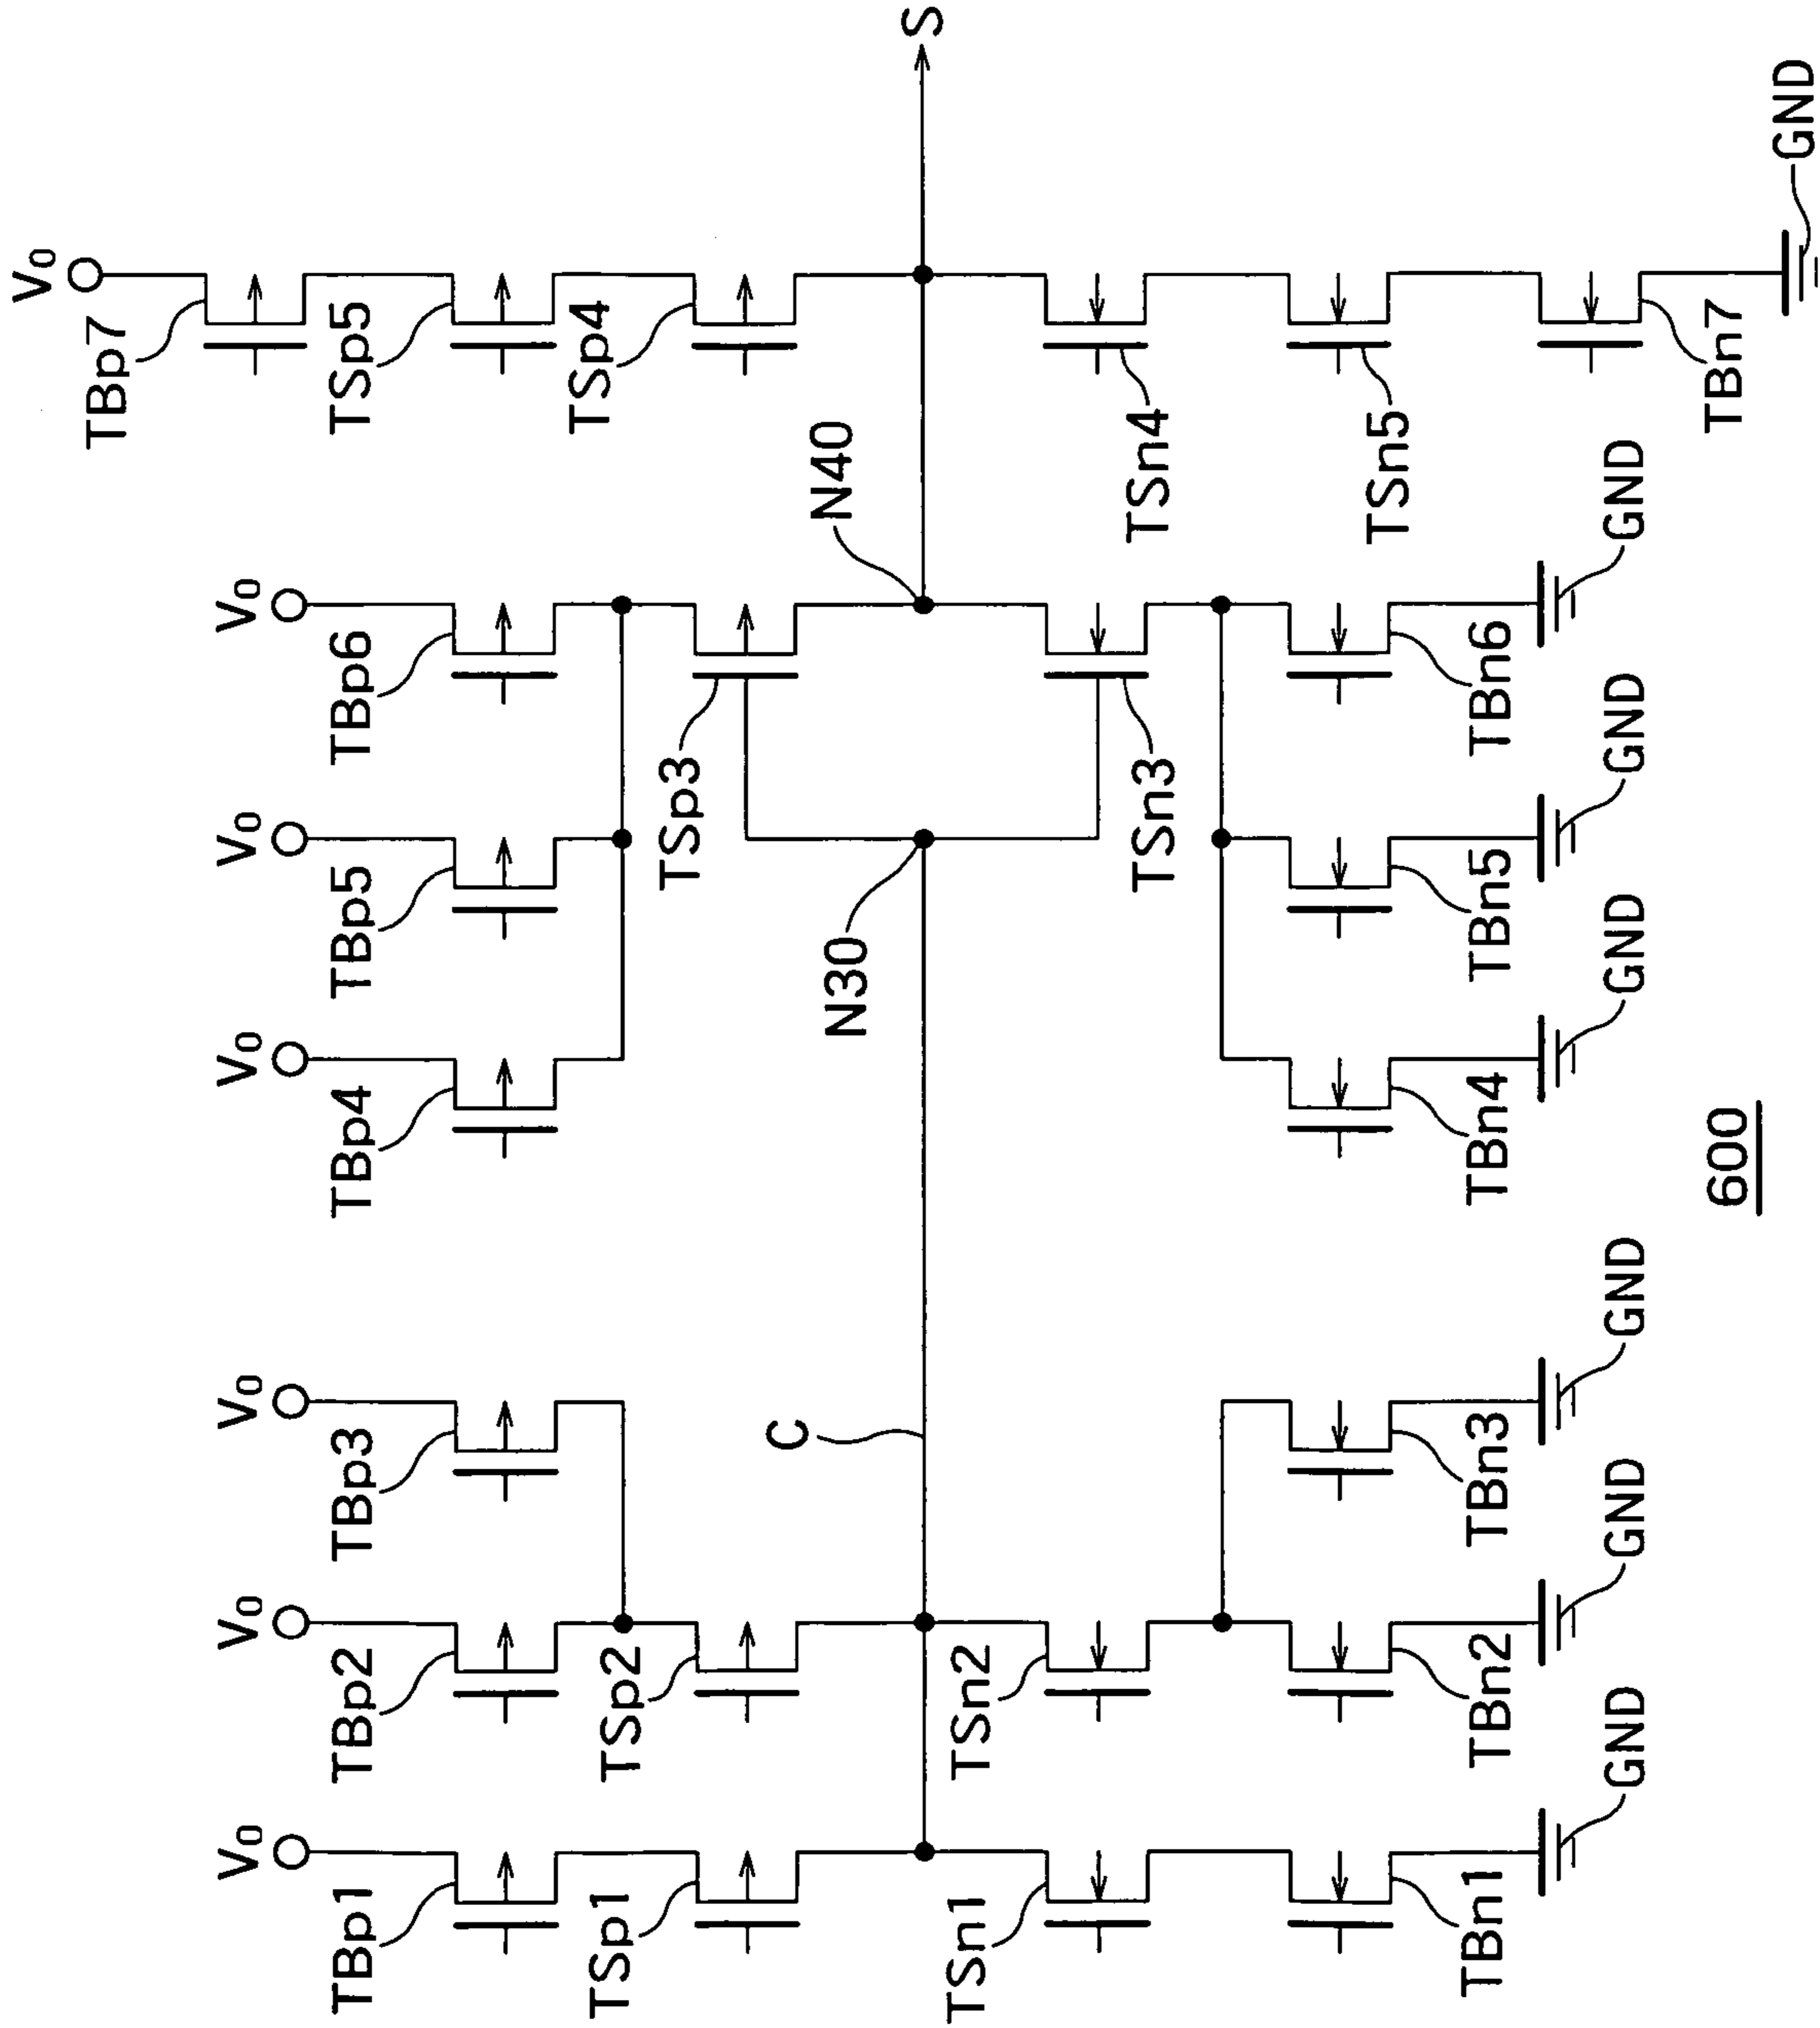 V0
TBp1
TSp1
TSn1
TBn1
GND
V0
TBp2
TSp2
TSn2
TBn2
GND
V0
TBp3
C
TBn3
GND
V0
TBp4
TBn4
GND
V0
TBp5
N30
TBn5
GND
V0
TBp6
TSp3
N40
TSn3
TBn6
GND
V0
TBp7
TSp5
TSp4
TSn4
TSn5
TBn7
GND
S
600